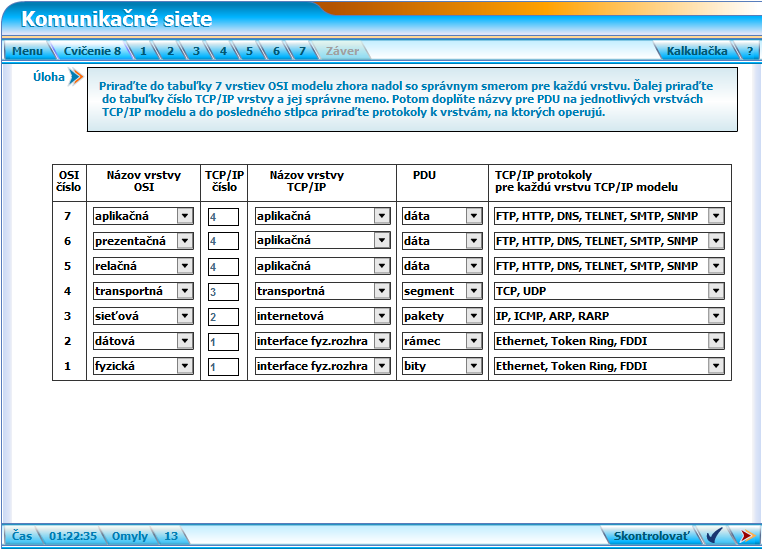 Komunikačné siete
Menu Cvičenie 8 1 2 3 4 5 6 7 Záver Kalkulačka ?
Úloha
Priraďte do tabuľky 7 vrstiev OSI modelu zhora nadol so správnym smerom pre každú vrstvu. Ďalej priraďte
do tabuľky číslo TCP/IP vrstvy a jej správne meno. Potom doplňte názvy pre PDU na jednotlivých vrstvách
TCP/IP modelu a do posledného stĺpca priraďte protokoly k vrstvám, na ktorých operujú.
OSI Názov vrstvy TCP/IP Názov vrstvy PDU TCP/IP protokoly
číslo OSI číslo TCP/IP pre každú vrstvu TCP/IP modelu
7 aplikačná 4 aplikačná dáta FTP, HTTP, DNS, TELNET, SMTP, SNMP
6 prezentačná 4 aplikačná dáta FTP, HTTP, DNS, TELNET, SMTP, SNMP
5 relačná 4 aplikačná dáta FTP, HTTP, DNS, TELNET, SMTP, SNMP
4 transportná 3 transportná segment TCP, UDP
3 sieťová 2 internetová pakety IP, ICMP, ARP, RARP
2 dátová 1 interface fyz.rozhra rámec Ethernet, Token Ring, FDDI
1 fyzická 1 interface fyz.rozhra bity Ethernet, Token Ring, FDDI
Čas 01:22:35 Omyly 13 Skontrolovať